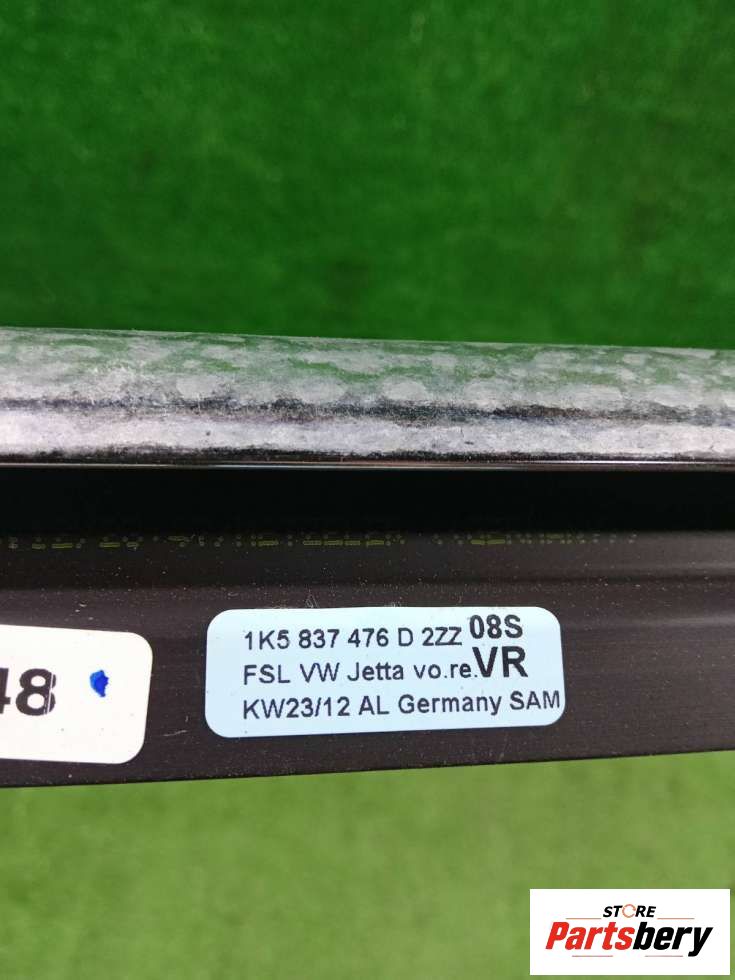 48
1K5 837 476 D 2ZZ 08S
FSL VW Jetta vo.re. VR
KW23/12 AL Germany SAM
STORE
Partsbery